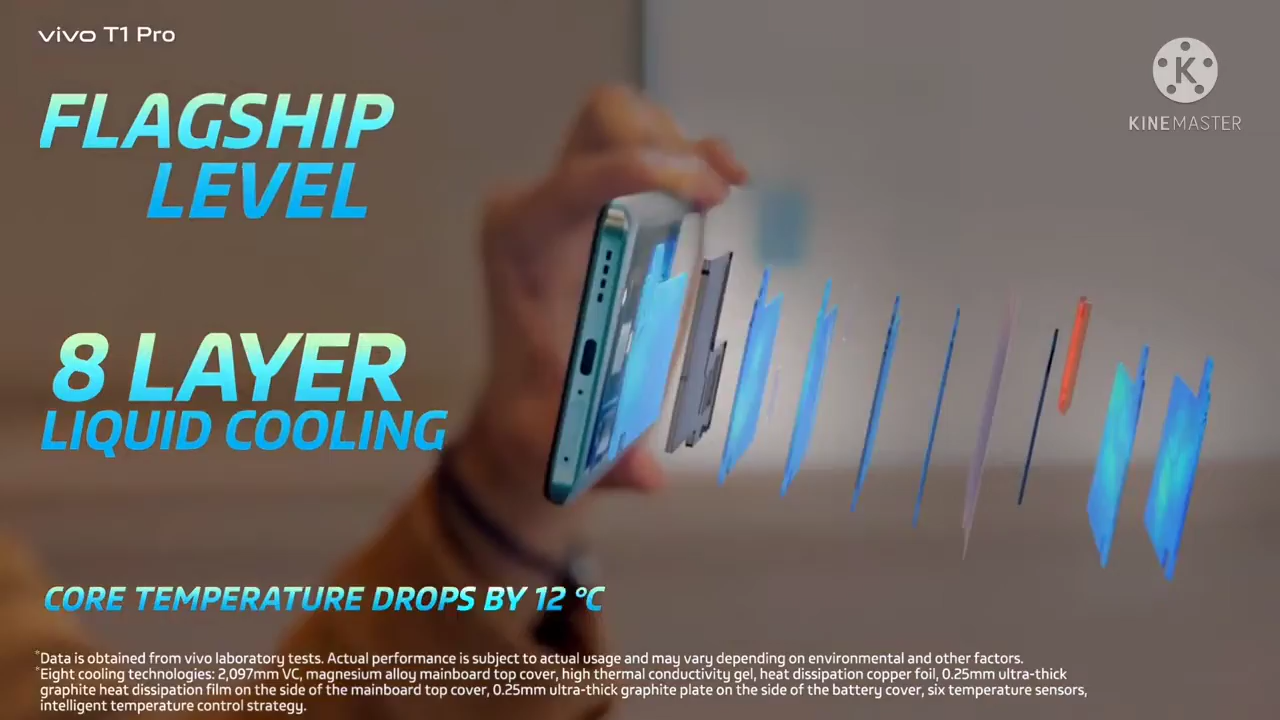 vivo T1 Pro
K
KINEMASTER
FLAGSHIP
LEVEL
8 LAYER
LIQUID COOLING
CORE TEMPERATURE DROPS BY 12 °C
*Data is obtained from vivo laboratory tests. Actual performance is subject to actual usage and may vary depending on environmental and other factors.
*Eight cooling technologies: 2,097mm VC, magnesium alloy mainboard top cover, high thermal conductivity gel, heat dissipation copper foil, 0.25mm ultra-thick
graphite heat dissipation film on the side of the mainboard top cover, 0.25mm ultra-thick graphite plate on the side of the battery cover, six temperature sensors,
intelligent temperature control strategy.